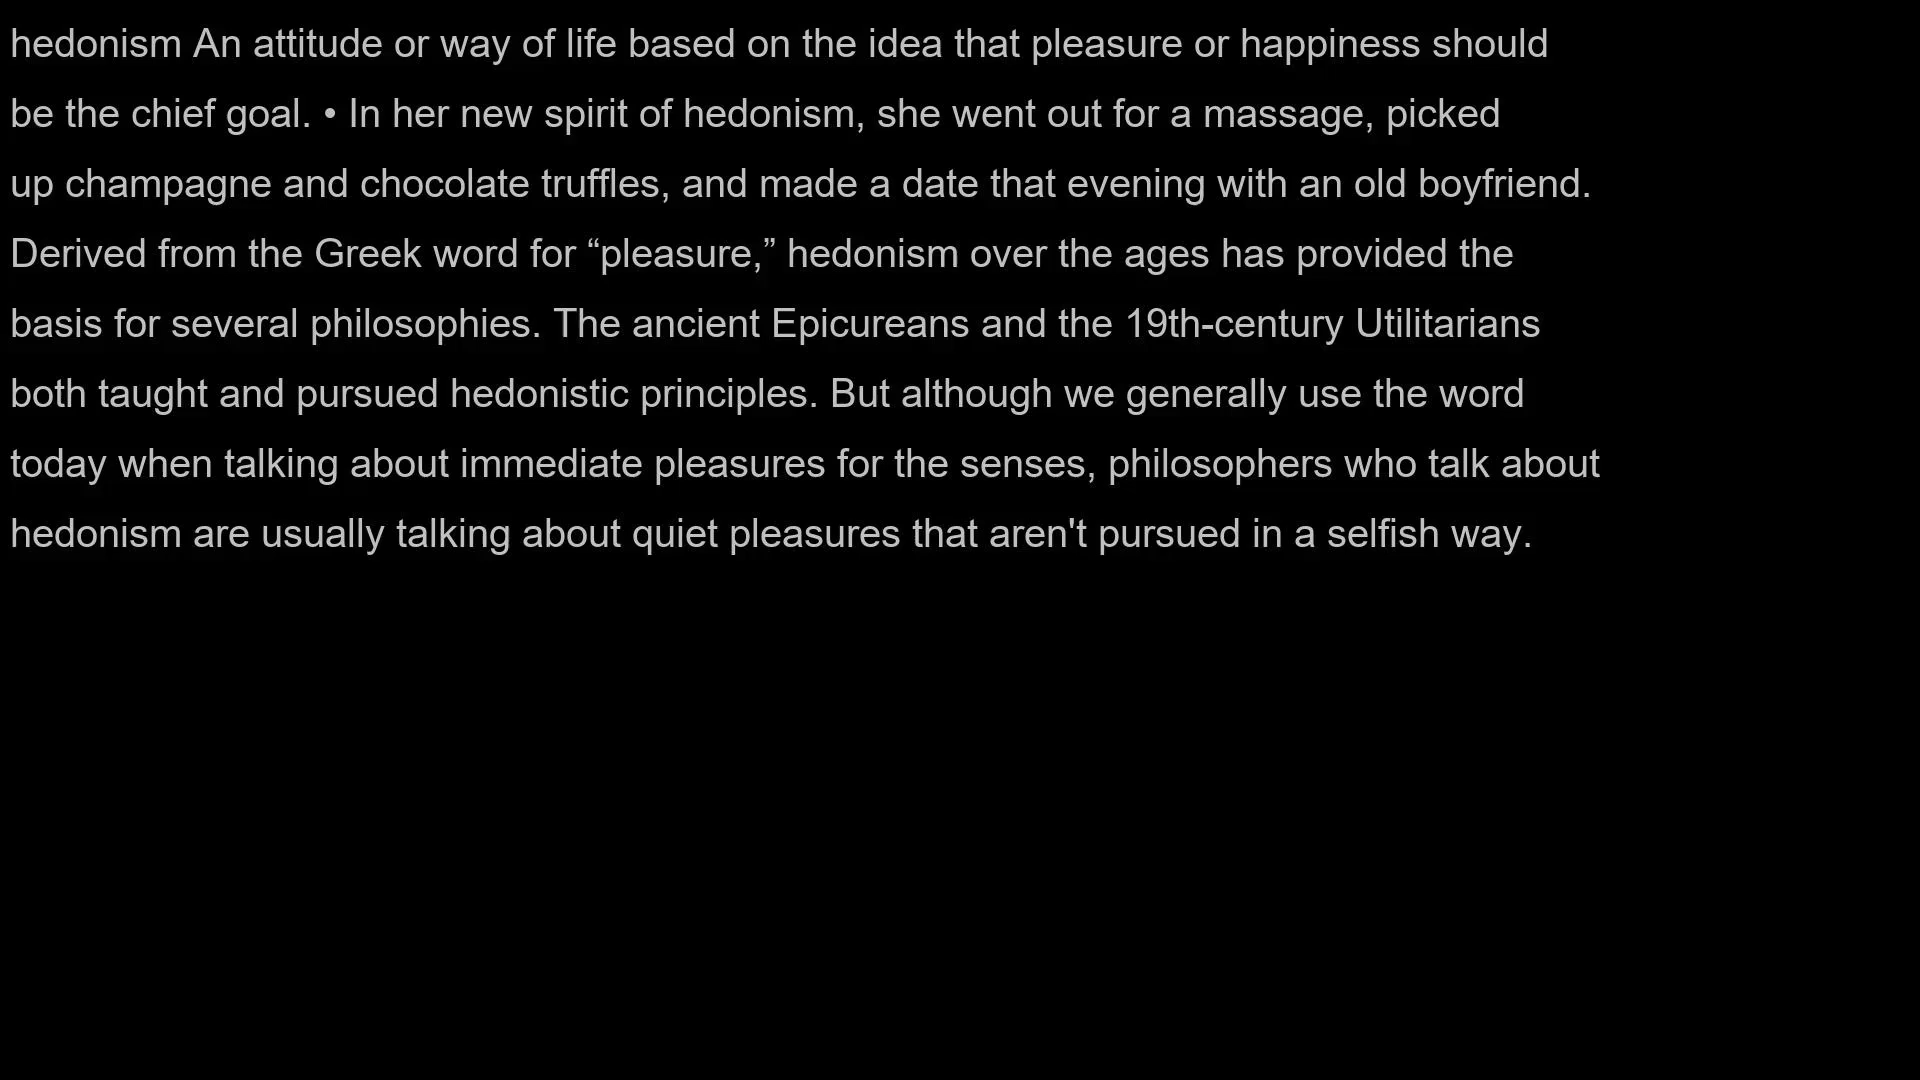 hedonism An attitude or way of life based on the idea that pleasure or happiness should
be the chief goal. • In her new spirit of hedonism, she went out for a massage, picked
up champagne and chocolate truffles, and made a date that evening with an old boyfriend.
Derived from the Greek word for “pleasure,” hedonism over the ages has provided the
basis for several philosophies. The ancient Epicureans and the 19th-century Utilitarians
both taught and pursued hedonistic principles. But although we generally use the word
today when talking about immediate pleasures for the senses, philosophers who talk about
hedonism are usually talking about quiet pleasures that aren't pursued in a selfish way.